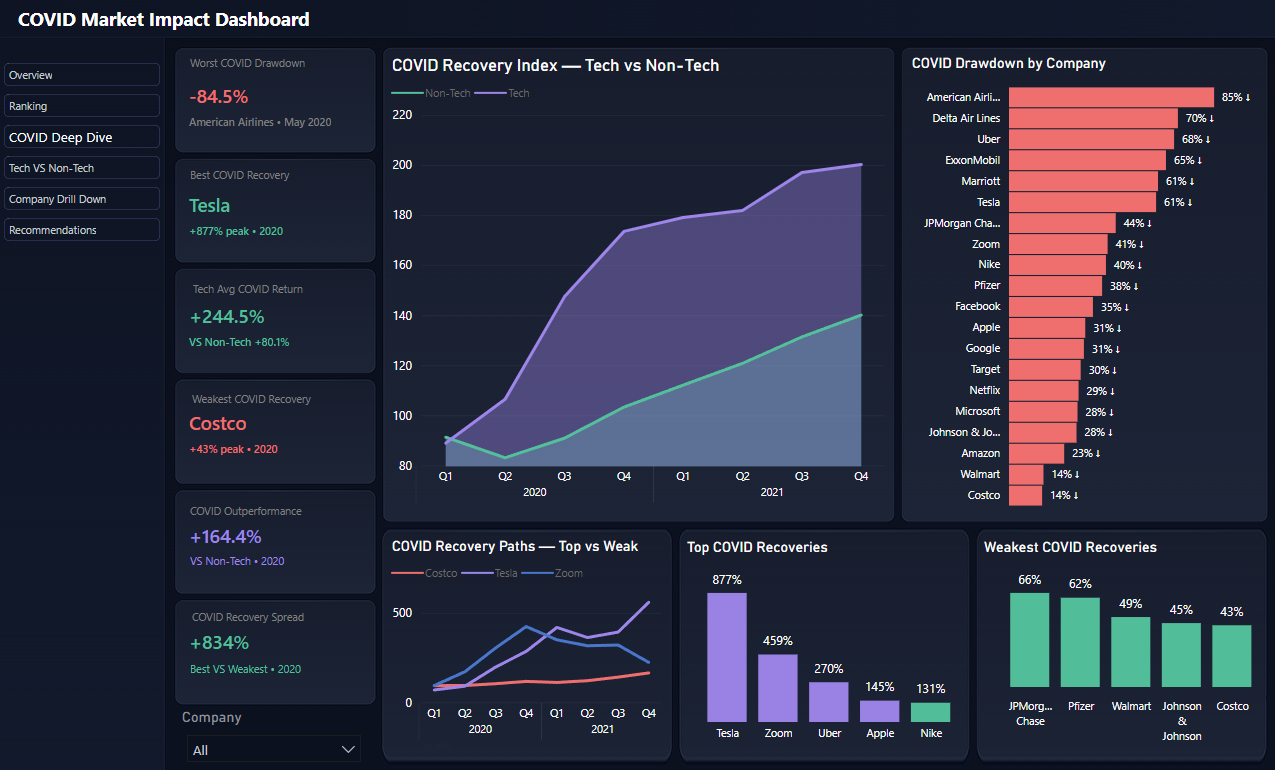 COVID Market Impact Dashboard
Overview
Ranking
COVID Deep Dive
Tech VS Non-Tech
Company Drill Down
Recommendations
Worst COVID Drawdown
-84.5%
American Airlines • May 2020
Best COVID Recovery
Tesla
+877% peak • 2020
Tech Avg COVID Return
+244.5%
VS Non-Tech +80.1%
Weakest COVID Recovery
Costco
+43% peak • 2020
COVID Outperformance
+164.4%
VS Non-Tech • 2020
COVID Recovery Spread
+834%
Best VS Weakest • 2020
Company
All
COVID Recovery Index — Tech vs Non-Tech
Non-Tech Tech
220
200
180
160
140
120
100
80
Q1 Q2 Q3 Q4 Q1 Q2 Q3 Q4
2020 2021
COVID Drawdown by Company
American Airli... 85% ↓
Delta Air Lines 70% ↓
Uber 68% ↓
ExxonMobil 65% ↓
Marriott 61% ↓
Tesla 61% ↓
JPMorgan Cha... 44% ↓
Zoom 41% ↓
Nike 40% ↓
Pfizer 38% ↓
Facebook 35% ↓
Apple 31% ↓
Google 31% ↓
Target 30% ↓
Netflix 29% ↓
Microsoft 28% ↓
Johnson & Jo... 28% ↓
Amazon 23% ↓
Walmart 14% ↓
Costco 14% ↓
COVID Recovery Paths — Top vs Weak
Costco Tesla Zoom
500
0
Q1 Q2 Q3 Q4 Q1 Q2 Q3 Q4
2020 2021
Top COVID Recoveries
877%
459%
270%
145%
131%
Tesla Zoom Uber Apple Nike
Weakest COVID Recoveries
66%
62%
49%
45%
43%
JPMorg... Pfizer Walmart Johnson Costco
Chase &
Johnson